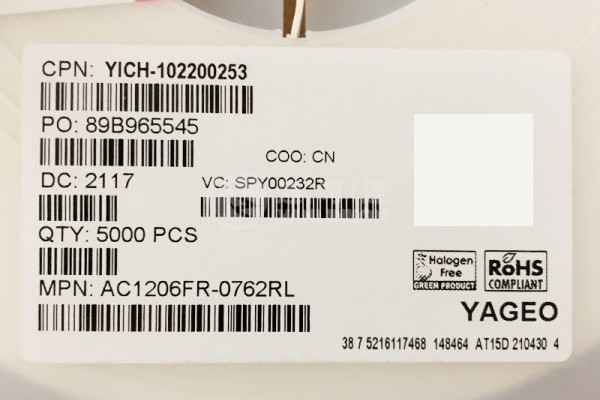 CPN: YICH-102200253
PO: 89B965545
COO: CN
DC: 2117
VC: SPY00232R
QTY: 5000 PCS
MPN: AC1206FR-0762RL
Halogen
Free
GREEN PRODUCT
RoHS
COMPLIANT
YAGEO
38 7 5216117468 148464 AT15D 210430 4